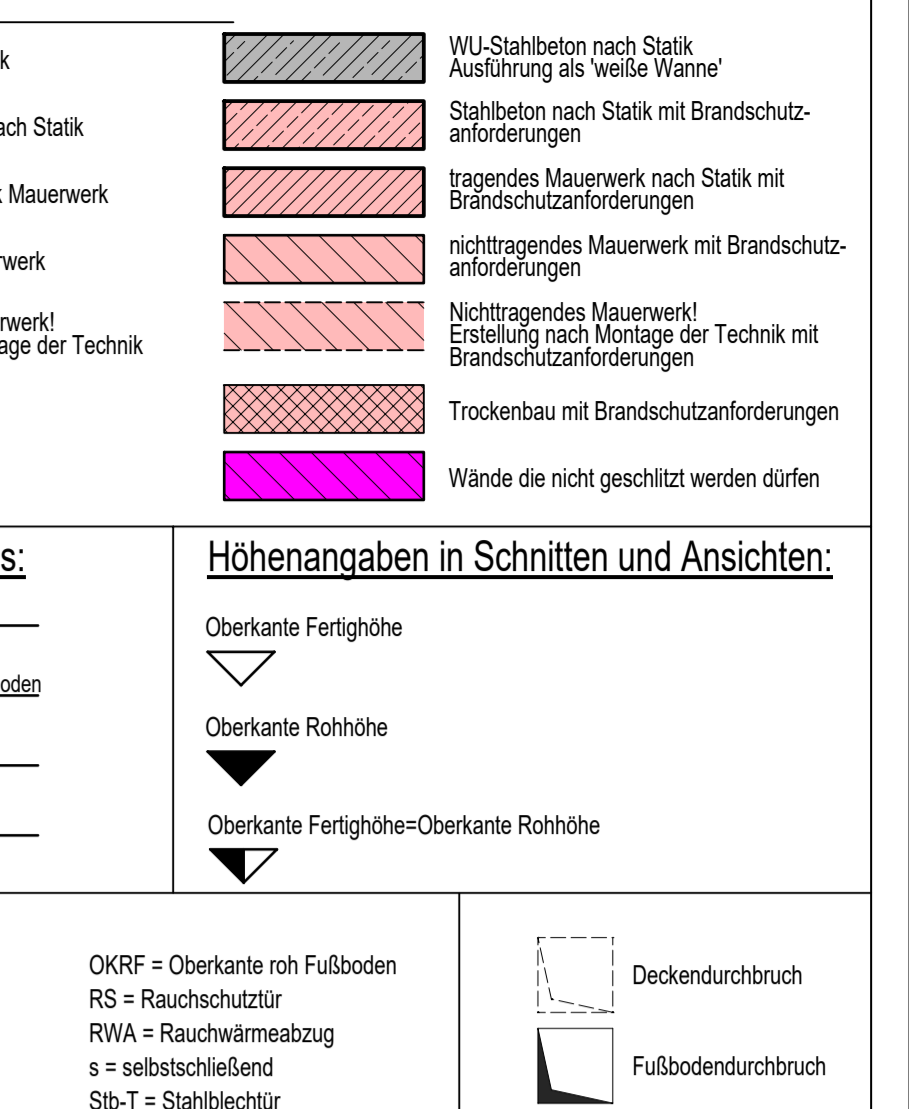 k
WU-Stahlbeton nach Statik
Ausführung als 'weiße Wanne'
ach Statik
Stahlbeton nach Statik mit Brandschutz-
anforderungen
k Mauerwerk
tragendes Mauerwerk nach Statik mit
Brandschutzanforderungen
rwerk
nichttragendes Mauerwerk mit Brandschutz-
anforderungen
rwerk!
age der Technik
Nichttragendes Mauerwerk!
Erstellung nach Montage der Technik mit
Brandschutzanforderungen
Trockenbau mit Brandschutzanforderungen
Wände die nicht geschlitzt werden dürfen
s:
oden
Höhenangaben in Schnitten und Ansichten:
Oberkante Fertighöhe
Oberkante Rohhöhe
Oberkante Fertighöhe=Oberkante Rohhöhe
OKRF = Oberkante roh Fußboden
RS = Rauchschutztür
RWA = Rauchwärmeabzug
s = selbstschließend
Stb-T = Stahlblechtür
Deckendurchbruch
Fußbodendurchbruch